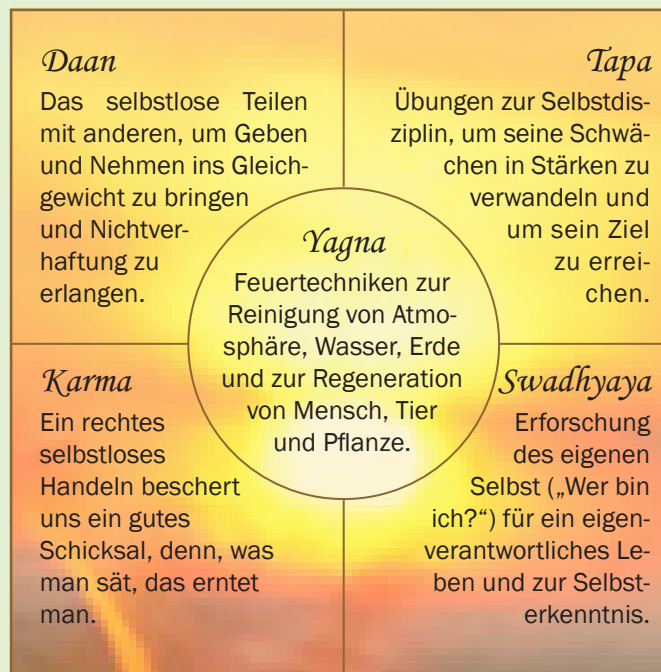 Daan
Das selbstlose Teilen
mit anderen, um Geben
und Nehmen ins Gleich-
gewicht zu bringen
und Nichtver-
haftung zu
erlangen.
Tapa
Übungen zur Selbstdis-
ziplin, um seine Schwä-
chen in Stärken zu
verwandeln und
um sein Ziel
zu errei-
chen.
Yagna
Feuertechniken zur
Reinigung von Atmo-
sphäre, Wasser, Erde
und zur Regeneration
von Mensch, Tier
und Pflanze.
Karma
Ein rechtes
selbstloses
Handeln beschert
uns ein gutes
Schicksal, denn, was
man sät, das erntet
man.
Swadhyaya
Erforschung
des eigenen
Selbst („Wer bin
ich?“) für ein eigen-
verantwortliches Le-
ben und zur Selbst-
erkenntnis.